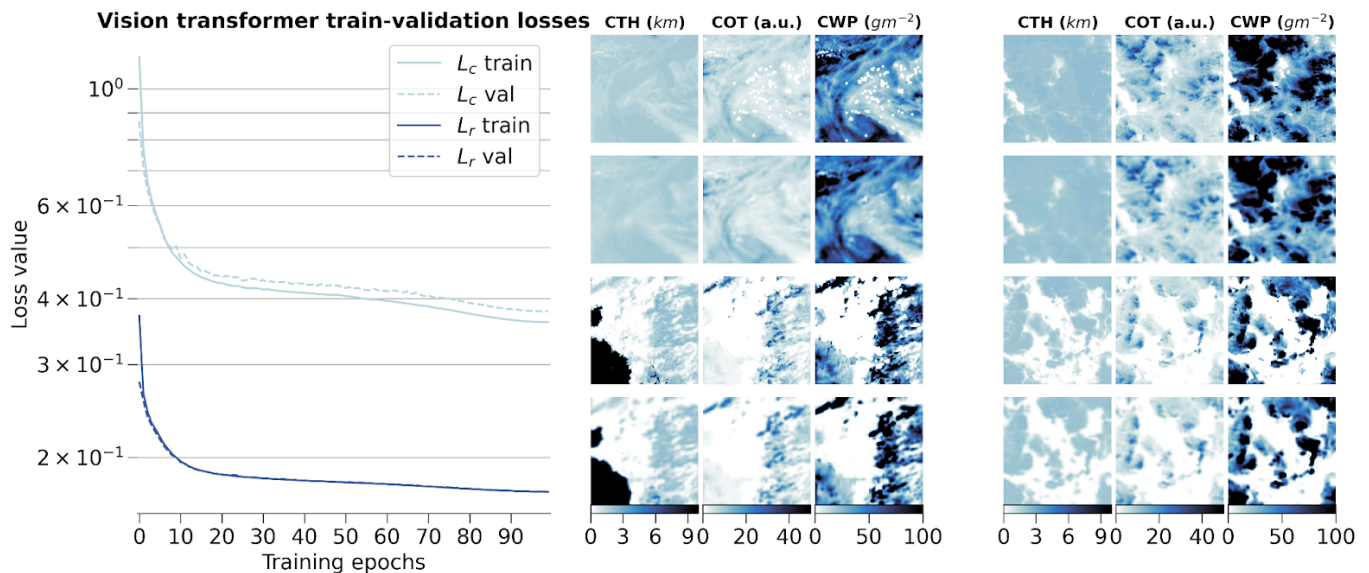 Vision transformer train-validation losses
L_c train
L_c val
L_r train
L_r val
10^0
6 × 10^-1
4 × 10^-1
3 × 10^-1
2 × 10^-1
Loss value
0 10 20 30 40 50 60 70 80 90
Training epochs
CTH (km) COT (a.u.) CWP (gm^-2)
0 3 6 9 0 20 40 0 50 100
CTH (km) COT (a.u.) CWP (gm^-2)
0 3 6 9 0 20 40 0 50 100